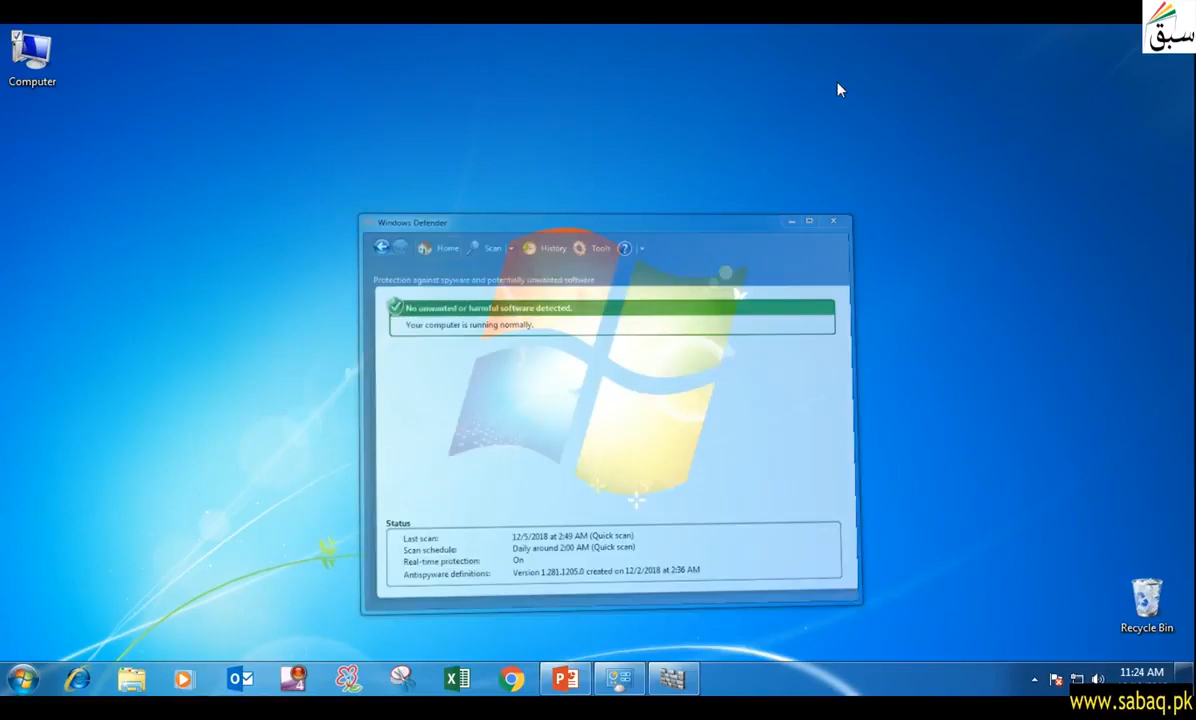 سبق
Computer
Windows Defender
Home Scan History Tools
Protection against spyware and potentially unwanted software
No unwanted or harmful software detected.
Your computer is running normally.
Status
Last scan: 12/5/2018 at 2:49 AM (Quick scan)
Scan schedule: Daily around 2:00 AM (Quick scan)
Real-time protection: On
Antispyware definitions: Version 1.281.1205.0 created on 12/2/2018 at 2:36 AM
Recycle Bin
11:24 AM
www.sabaq.pk